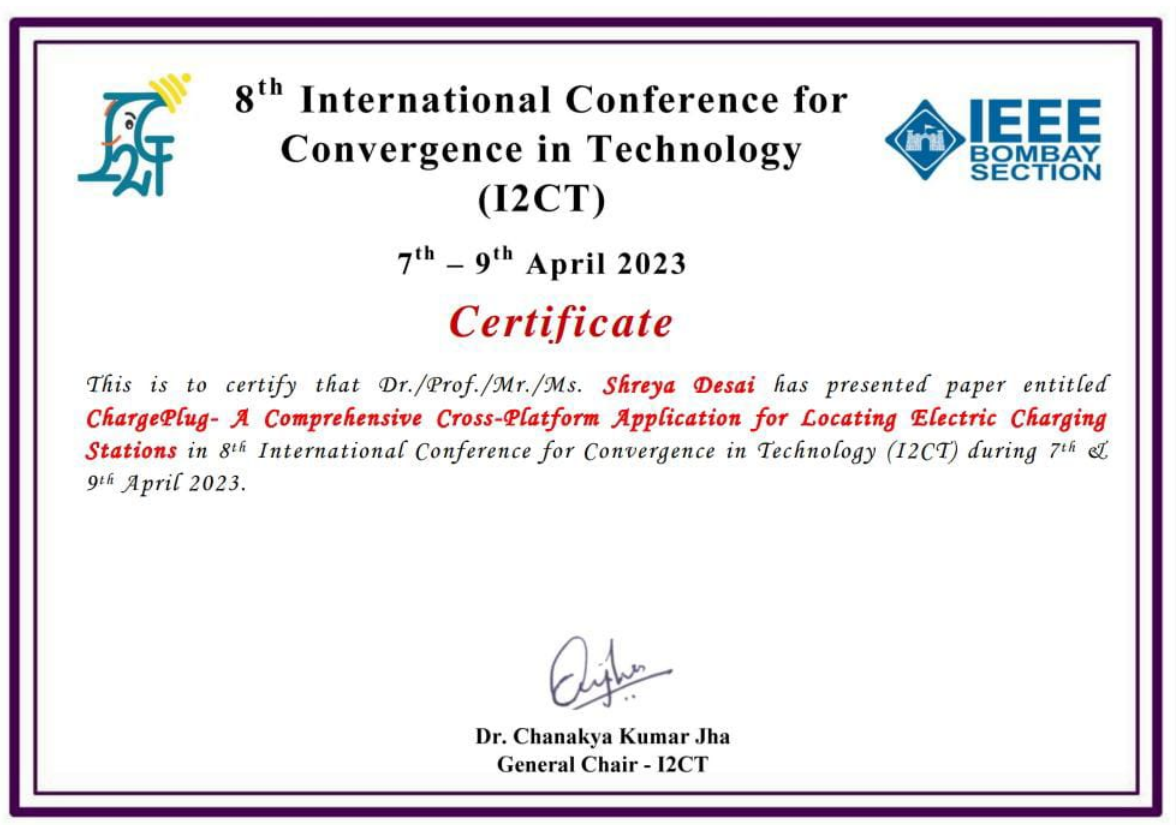 8th International Conference for
Convergence in Technology
(I2CT)
IEEE
BOMBAY
SECTION
7th – 9th April 2023
Certificate
This is to certify that Dr./Prof./Mr./Ms. Shreya Desai has presented paper entitled
ChargePlug- A Comprehensive Cross-Platform Application for Locating Electric Charging
Stations in 8th International Conference for Convergence in Technology (I2CT) during 7th &
9th April 2023.
Dr. Chanakya Kumar Jha
General Chair - I2CT